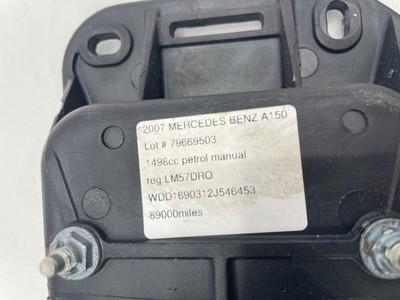 2007 MERCEDES BENZ A150
Lot # 79669503
1498cc petrol manual
reg:LM57DRO
WDD1690312J546453
89000miles